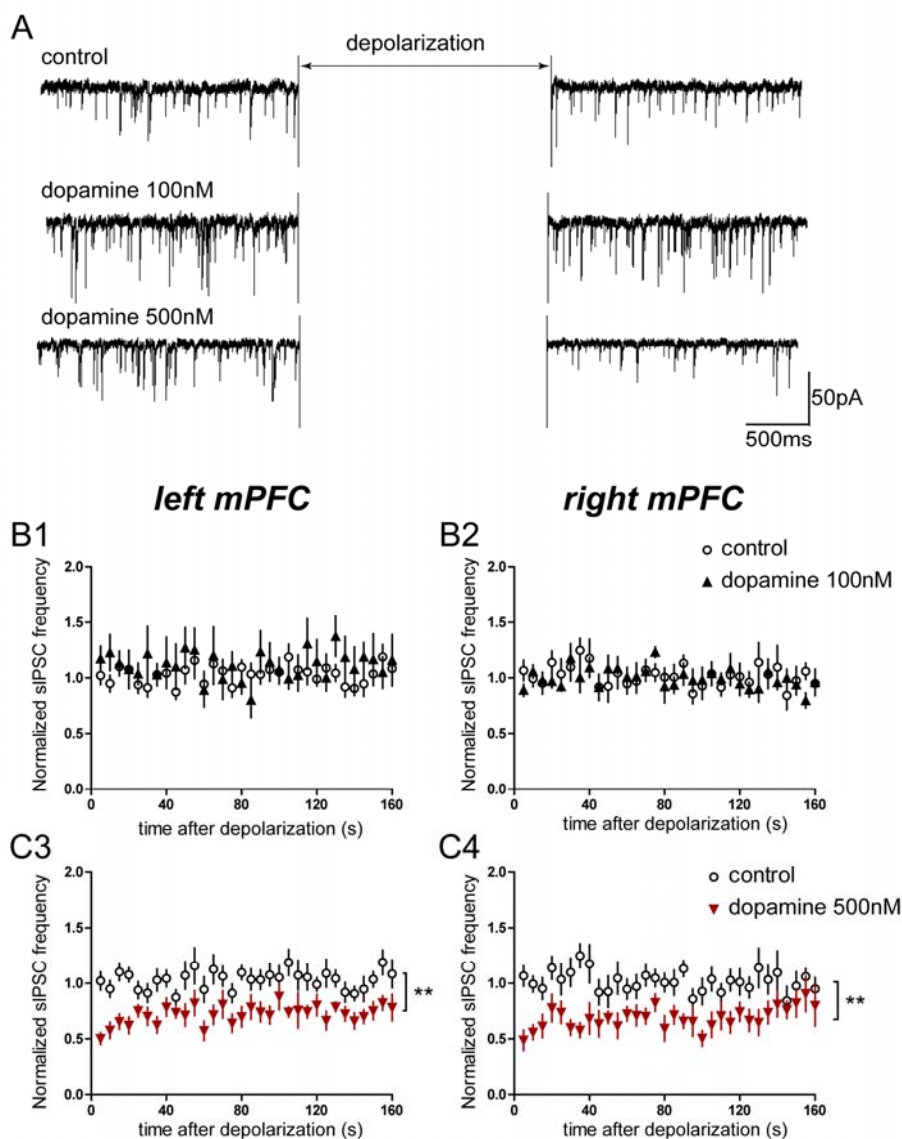 A
control
depolarization
dopamine 100nM
dopamine 500nM
50pA
500ms
left mPFC
right mPFC
B1
B2
control
dopamine 100nM
Normalized sIPSC frequency
2.0
1.5
1.0
0.5
0.0
0 40 80 120 160
time after depolarization (s)
Normalized sIPSC frequency
2.0
1.5
1.0
0.5
0.0
0 40 80 120 160
time after depolarization (s)
C3
C4
control
dopamine 500nM
Normalized sIPSC frequency
2.0
1.5
1.0
0.5
0.0
0 40 80 120 160
time after depolarization (s)
**
Normalized sIPSC frequency
2.0
1.5
1.0
0.5
0.0
0 40 80 120 160
time after depolarization (s)
**